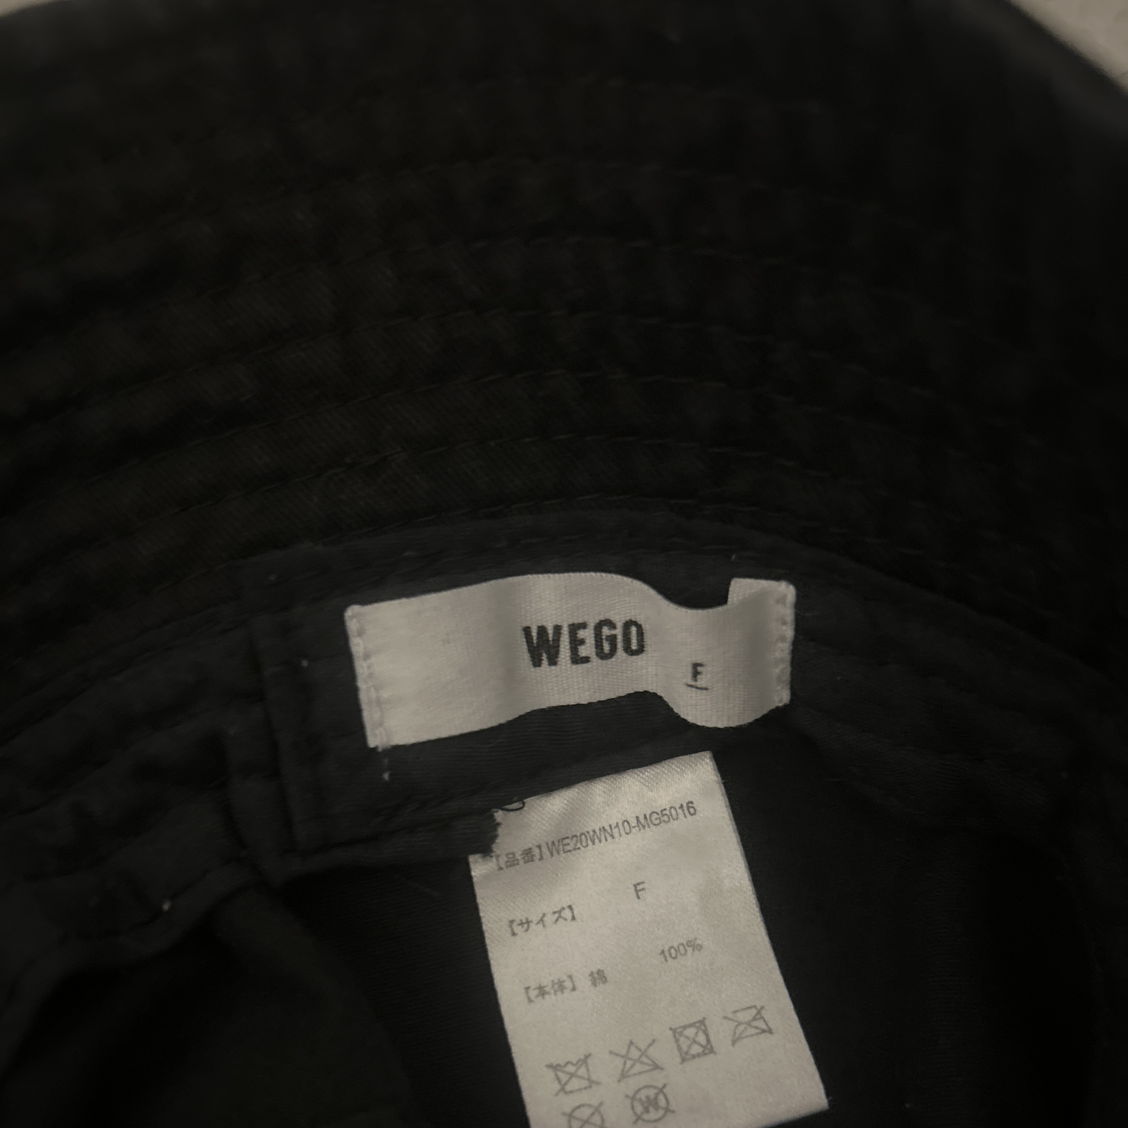 WEGO
F
【品番】WE20WN10-MG5016
【サイズ】 F
【本体】 綿 100%
W